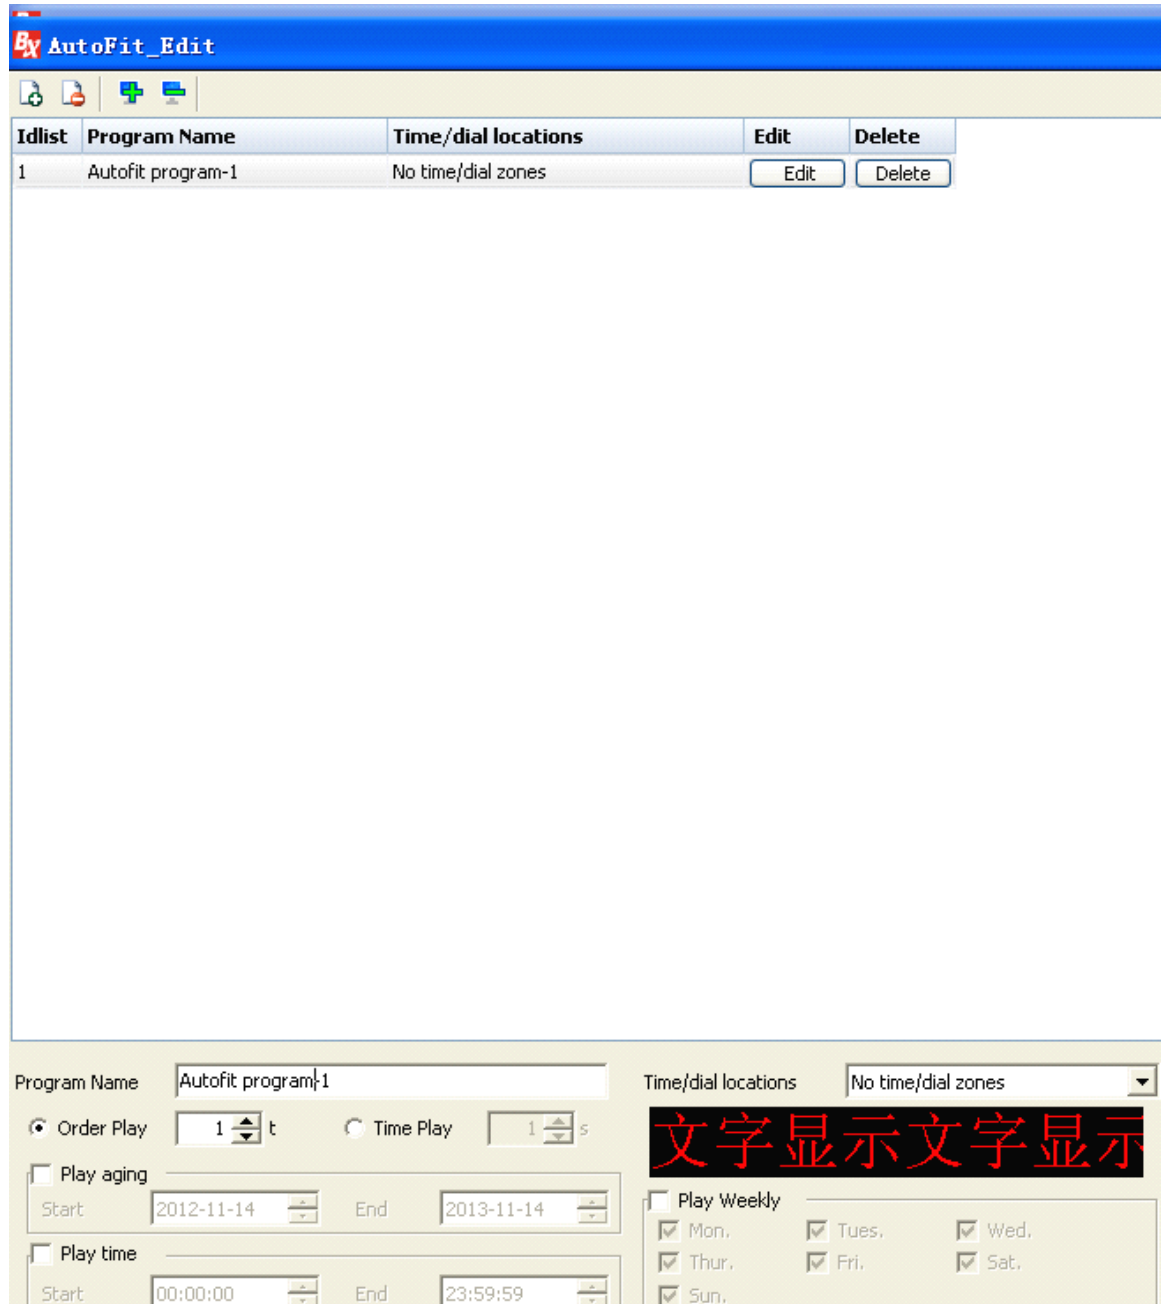 BX AutoFit_Edit
Idlist Program Name Time/dial locations Edit Delete
1 Autofit program-1 No time/dial zones Edit Delete
Program Name Autofit program-1 Time/dial locations No time/dial zones
Order Play 1 t Time Play 1 s
文字显示文字显示
Play aging
Start 2012-11-14 End 2013-11-14
Play Weekly
Mon. Tues. Wed.
Play time
Thur. Fri. Sat.
Start 00:00:00 End 23:59:59
Sun.